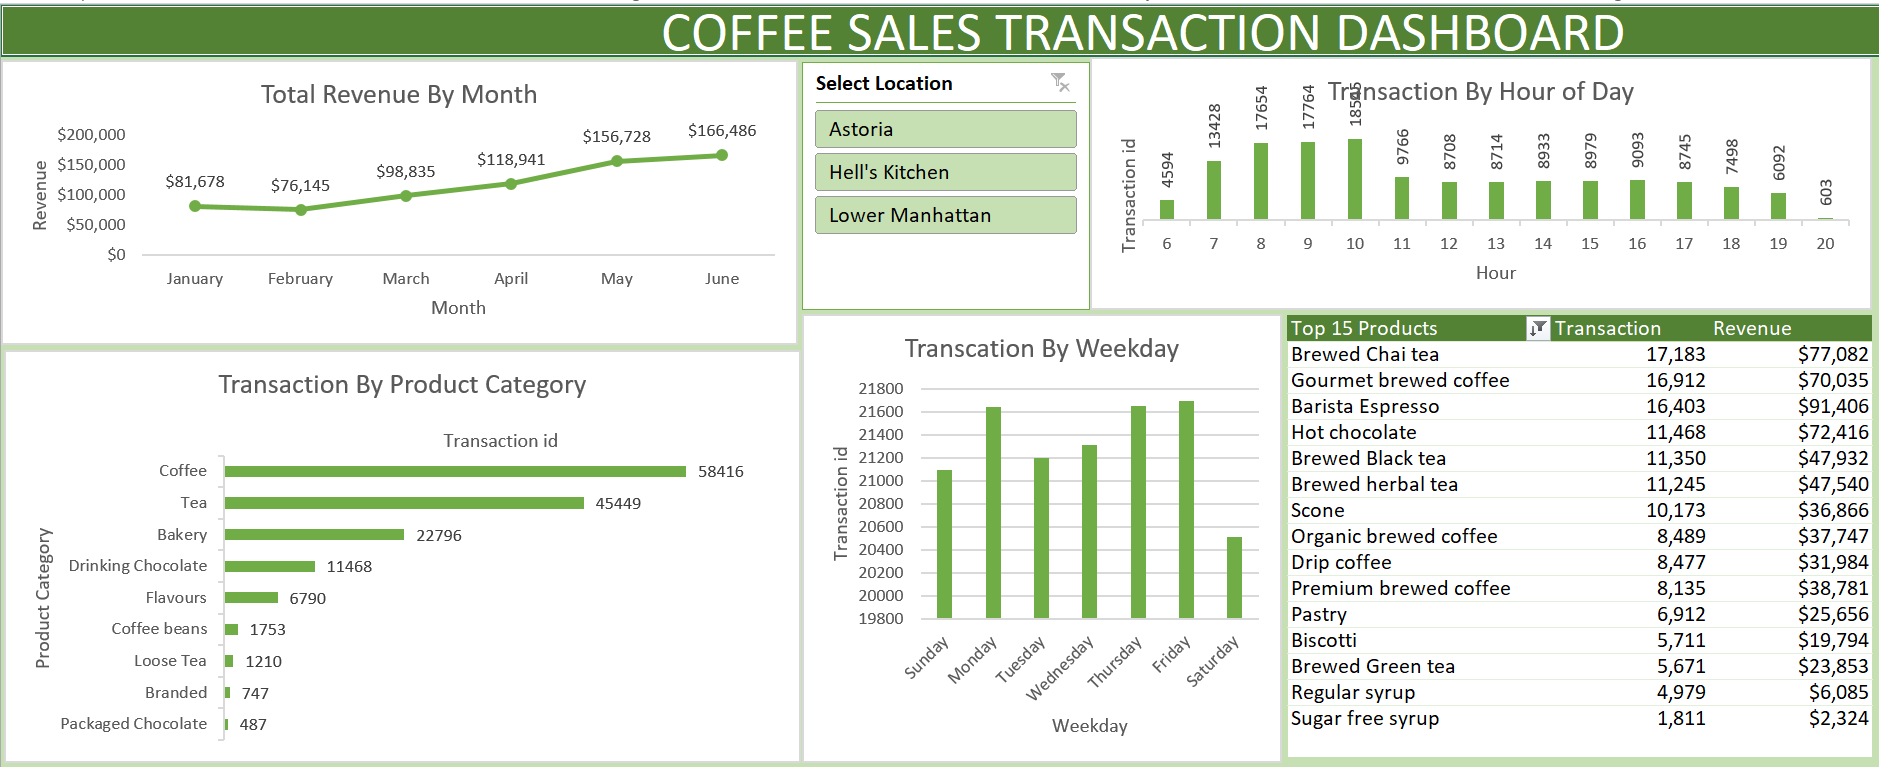 COFFEE SALES TRANSACTION DASHBOARD
Total Revenue By Month
Revenue
$200,000
$150,000
$100,000
$50,000
$0
$81,678
$76,145
$98,835
$118,941
$156,728
$166,486
January February March April May June
Month
Select Location
Astoria
Hell's Kitchen
Lower Manhattan
Transaction By Hour of Day
Transaction id
4594 13428 17654 17764 18545 9766 8708 8714 8933 8979 9093 8745 7498 6092 603
6 7 8 9 10 11 12 13 14 15 16 17 18 19 20
Hour
Transaction By Product Category
Transaction id
Product Category
Coffee 58416
Tea 45449
Bakery 22796
Drinking Chocolate 11468
Flavours 6790
Coffee beans 1753
Loose Tea 1210
Branded 747
Packaged Chocolate 487
Transcation By Weekday
Transaction id
21800
21600
21400
21200
21000
20800
20600
20400
20200
20000
19800
Sunday Monday Tuesday Wednesday Thursday Friday Saturday
Weekday
Top 15 Products Transaction Revenue
Brewed Chai tea 17,183 $77,082
Gourmet brewed coffee 16,912 $70,035
Barista Espresso 16,403 $91,406
Hot chocolate 11,468 $72,416
Brewed Black tea 11,350 $47,932
Brewed herbal tea 11,245 $47,540
Scone 10,173 $36,866
Organic brewed coffee 8,489 $37,747
Drip coffee 8,477 $31,984
Premium brewed coffee 8,135 $38,781
Pastry 6,912 $25,656
Biscotti 5,711 $19,794
Brewed Green tea 5,671 $23,853
Regular syrup 4,979 $6,085
Sugar free syrup 1,811 $2,324